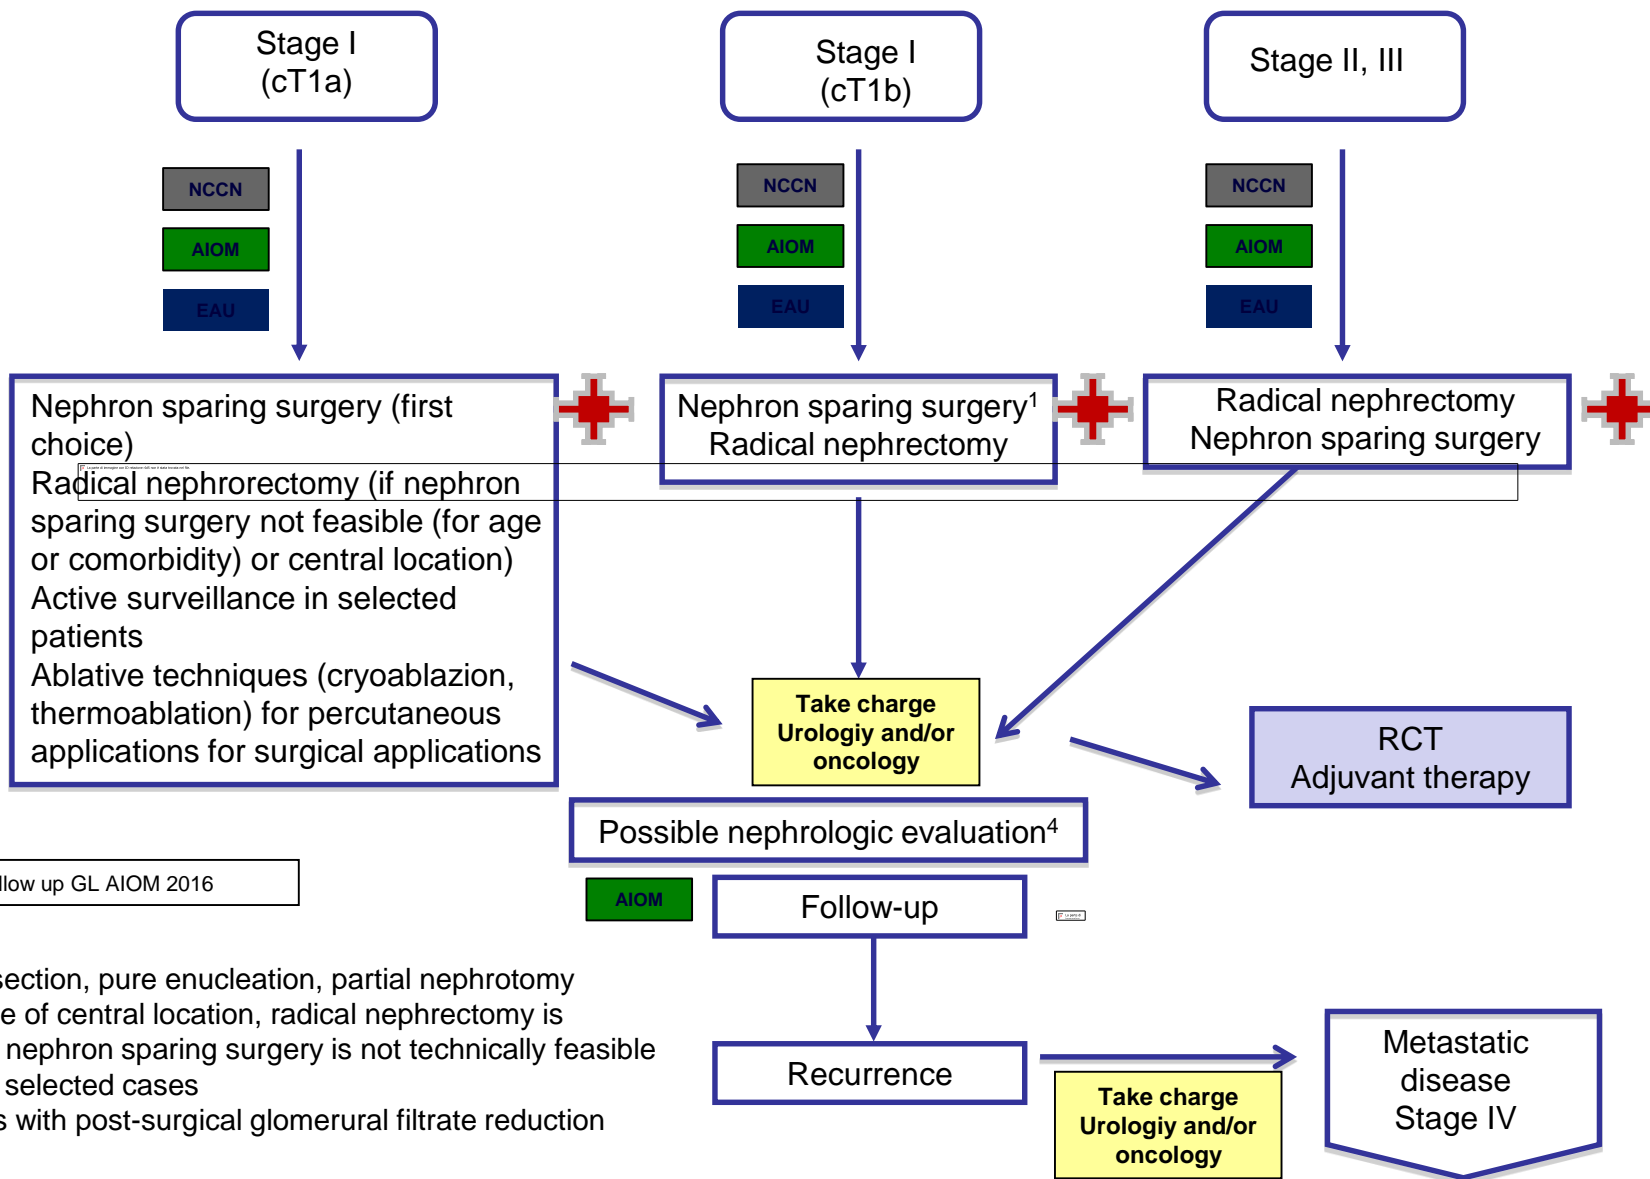 Stage I
(cT1a)
Stage I
(cT1b)
Stage II, III
NCCN
AIOM
EAU
NCCN
AIOM
EAU
NCCN
AIOM
EAU
Nephron sparing surgery (first
choice)
Radical nephrorectomy (if nephron
sparing surgery not feasible (for age
or comorbidity) or central location)
Active surveillance in selected
patients
Ablative techniques (cryoablazion,
thermoablation) for percutaneous
applications for surgical applications
Nephron sparing surgery¹
Radical nephrectomy
Radical nephrectomy
Nephron sparing surgery
Take charge
Urologiy and/or
oncology
RCT
Adjuvant therapy
Possible nephrologic evaluation⁴
llow up GL AIOM 2016
AIOM
Follow-up
section, pure enucleation, partial nephrotomy
e of central location, radical nephrectomy is
nephron sparing surgery is not technically feasible
selected cases
s with post-surgical glomerural filtrate reduction
Recurrence
Take charge
Urologiy and/or
oncology
Metastatic
disease
Stage IV